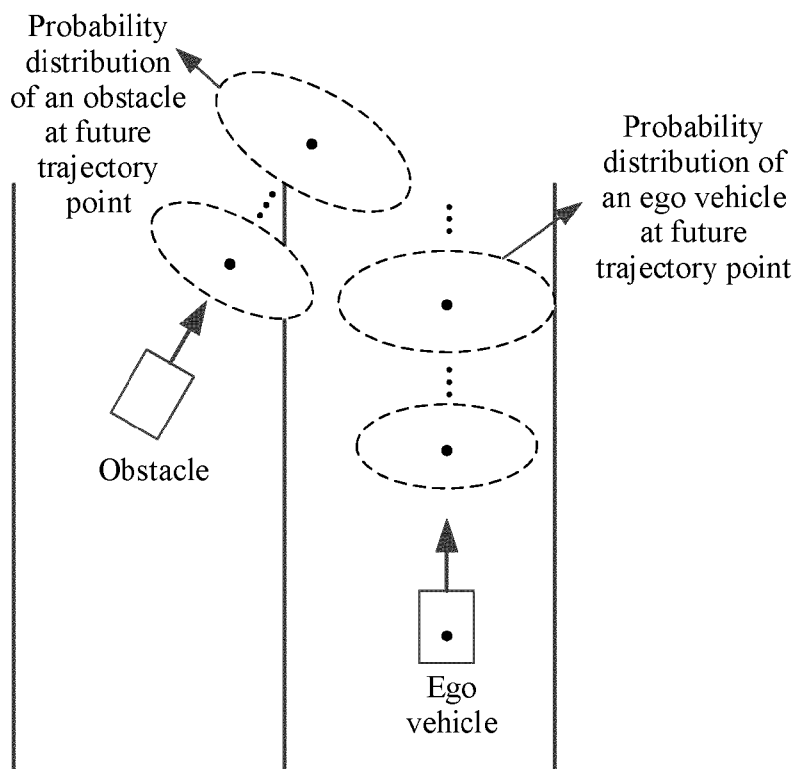 Probability
distribution
of an obstacle
at future
trajectory
point
Probability
distribution of
an ego vehicle
at future
trajectory point
Obstacle
Ego
vehicle